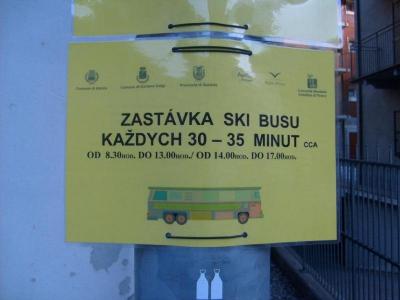 ZASTÁVKA SKI BUSU
KAŽDYCH 30 – 35 MINUT CCA
OD 8.30HOD. DO 13.00HOD./ OD 14.00HOD. DO 17.00HOD.